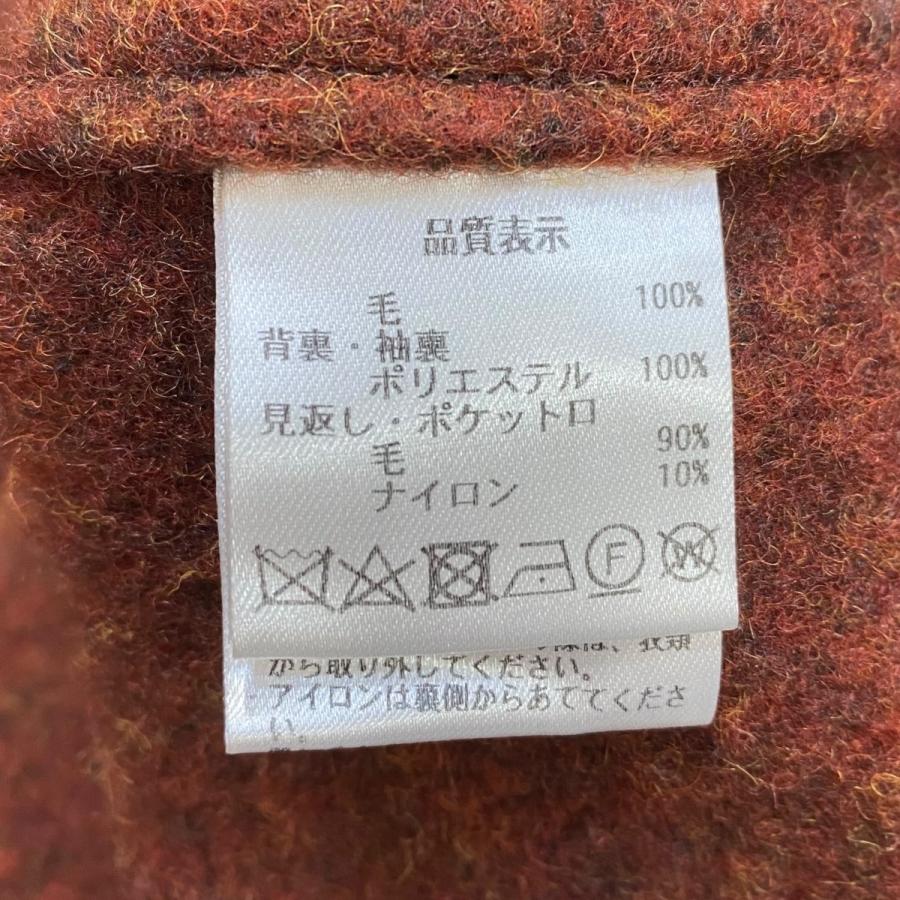 品質表示
毛 100%
背裏・袖裏
ポリエステル 100%
見返し・ポケット口
毛 90%
ナイロン 10%
F
W
は、衣類
から取り外してください。
・アイロンは裏側からあててくださ
い。